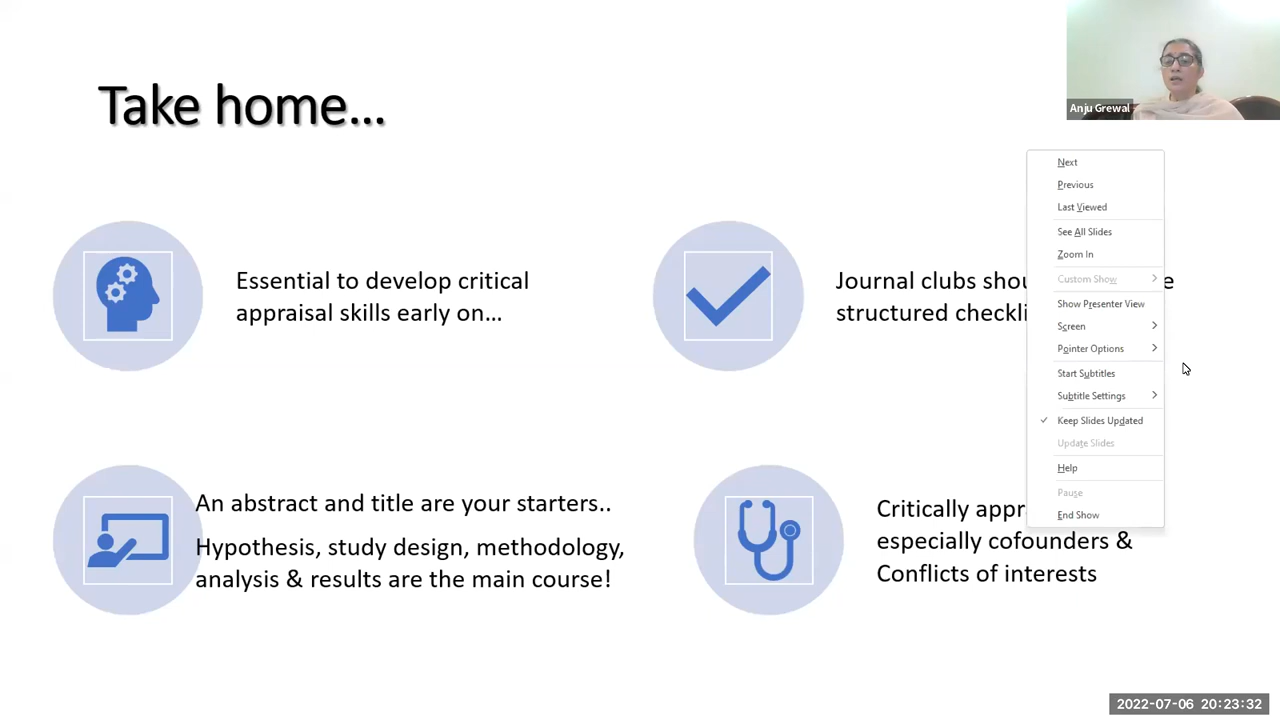 Take home...
Anju Grewal
Essential to develop critical
appraisal skills early on...
Journal clubs
structured
An abstract and title are your starters..
Hypothesis, study design, methodology,
analysis & results are the main course!
Critically
especially cofounders &
Conflicts of interests
Next
Previous
Last Viewed
See All Slides
Zoom In
Custom Show
Show Presenter View
Screen
Pointer Options
Start Subtitles
Subtitle Settings
Keep Slides Updated
Update Slides
Help
Pause
End Show
2022-07-06 20:23:32